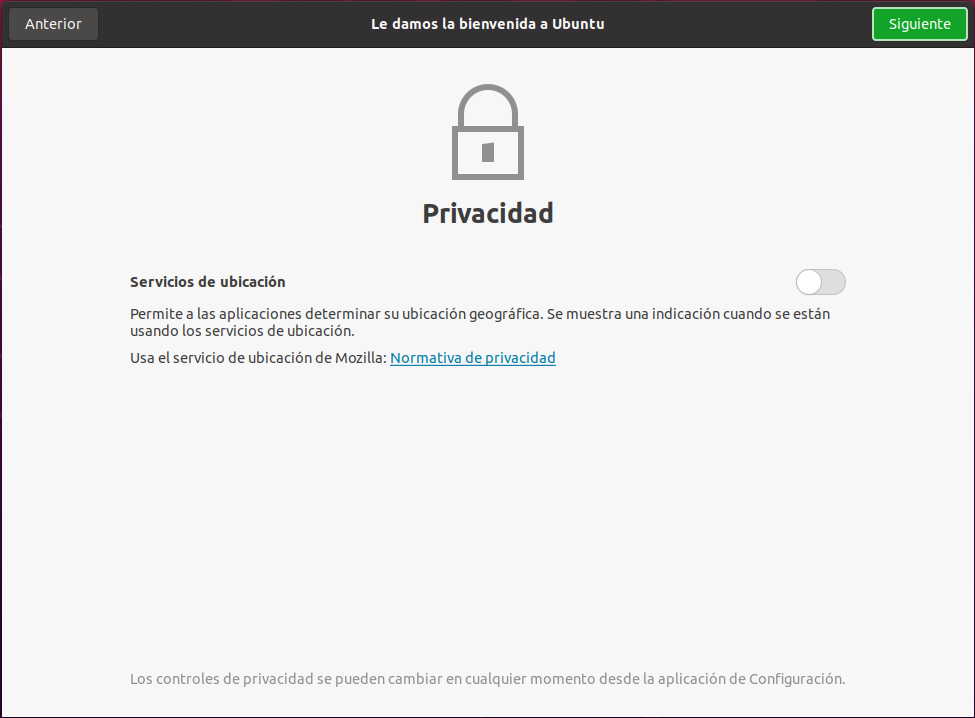 Anterior
Le damos la bienvenida a Ubuntu
Siguiente
Privacidad
Servicios de ubicación
Permite a las aplicaciones determinar su ubicación geográfica. Se muestra una indicación cuando se están
usando los servicios de ubicación.
Usa el servicio de ubicación de Mozilla: Normativa de privacidad
Los controles de privacidad se pueden cambiar en cualquier momento desde la aplicación de Configuración.